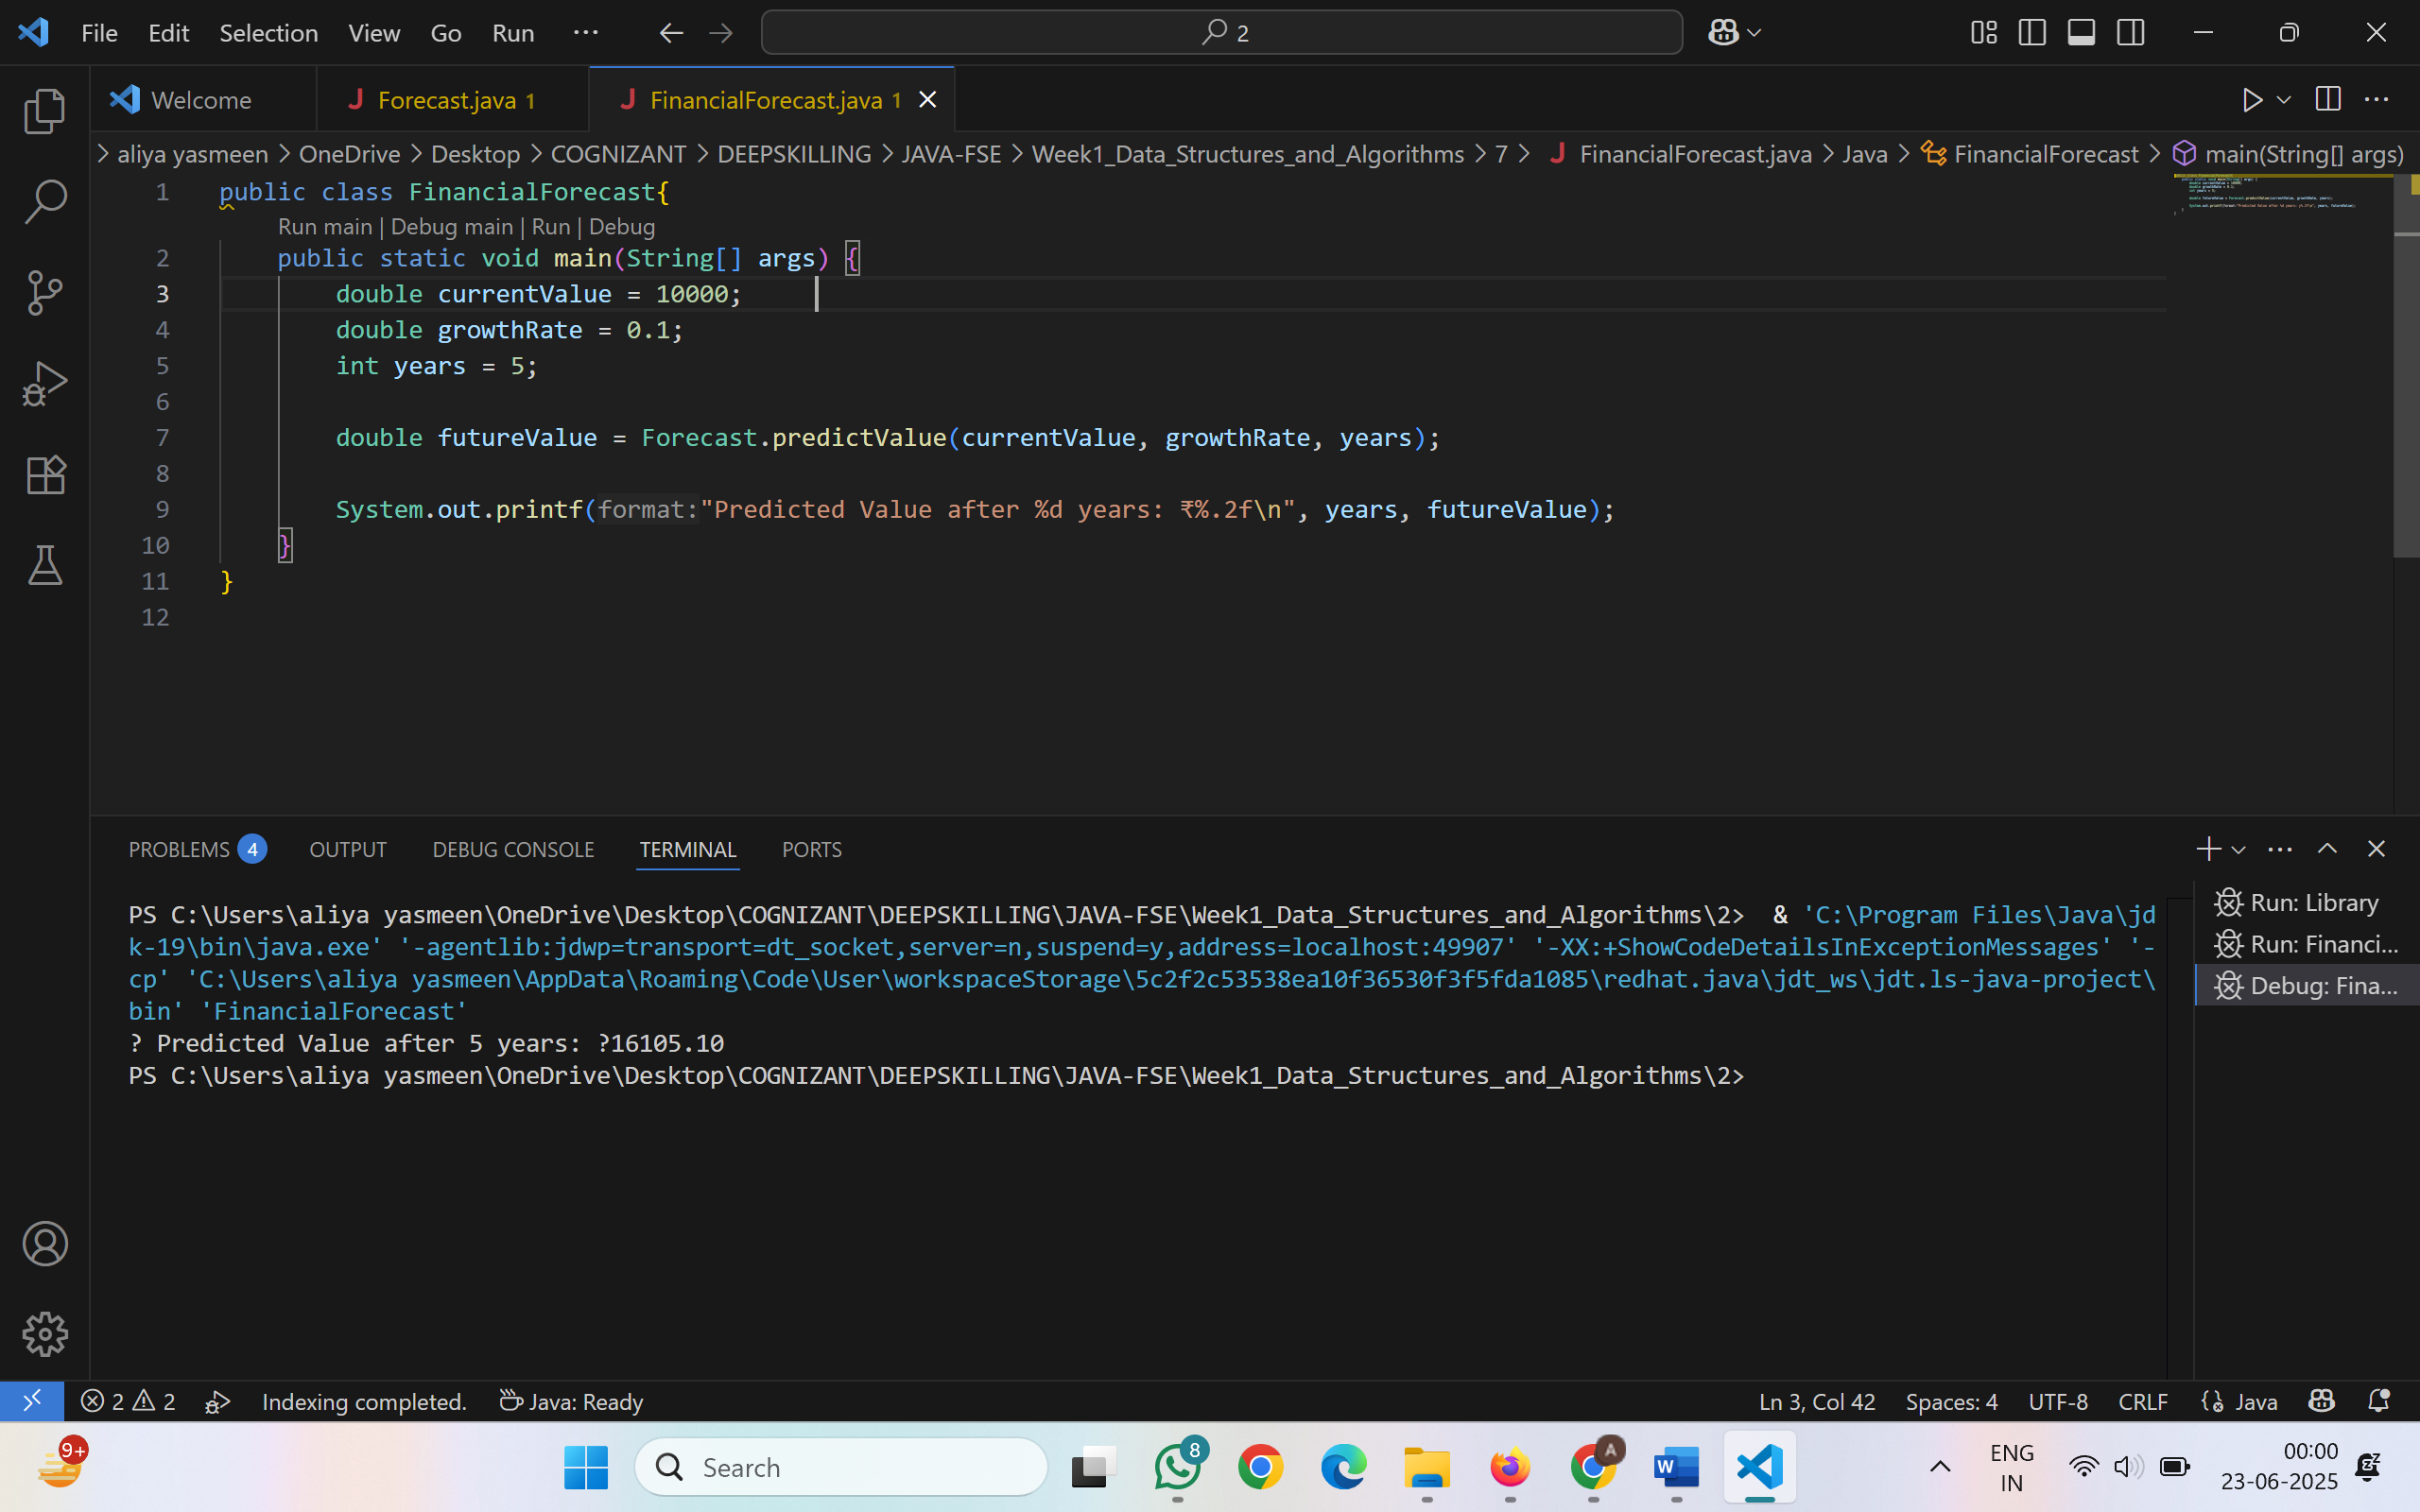 File Edit Selection View Go Run ··· 2
Welcome Forecast.java 1 FinancialForecast.java 1
> aliya yasmeen > OneDrive > Desktop > COGNIZANT > DEEPSKILLING > JAVA-FSE > Week1_Data_Structures_and_Algorithms > 7 > FinancialForecast.java > Java > FinancialForecast > main(String[] args)
1 public class FinancialForecast{
Run main | Debug main | Run | Debug
2 public static void main(String[] args) {
3 double currentValue = 10000;
4 double growthRate = 0.1;
5 int years = 5;
6
7 double futureValue = Forecast.predictValue(currentValue, growthRate, years);
8
9 System.out.printf(format:"Predicted Value after %d years: ₹%.2f\n", years, futureValue);
10 }
11 }
12
PROBLEMS 4 OUTPUT DEBUG CONSOLE TERMINAL PORTS
PS C:\Users\aliya yasmeen\OneDrive\Desktop\COGNIZANT\DEEPSKILLING\JAVA-FSE\Week1_Data_Structures_and_Algorithms\2>  & 'C:\Program Files\Java\jd
k-19\bin\java.exe' '-agentlib:jdwp=transport=dt_socket,server=n,suspend=y,address=localhost:49907' '-XX:+ShowCodeDetailsInExceptionMessages' '-
cp' 'C:\Users\aliya yasmeen\AppData\Roaming\Code\User\workspaceStorage\5c2f2c53538ea10f36530f3f5fda1085\redhat.java\jdt_ws\jdt.ls-java-project\
bin' 'FinancialForecast'
? Predicted Value after 5 years: ?16105.10
PS C:\Users\aliya yasmeen\OneDrive\Desktop\COGNIZANT\DEEPSKILLING\JAVA-FSE\Week1_Data_Structures_and_Algorithms\2>
Run: Library
Run: Financi...
Debug: Fina...
2 2 Indexing completed. Java: Ready Ln 3, Col 42 Spaces: 4 UTF-8 CRLF Java
9+ Search 8 A W ENG 00:00
IN 23-06-2025